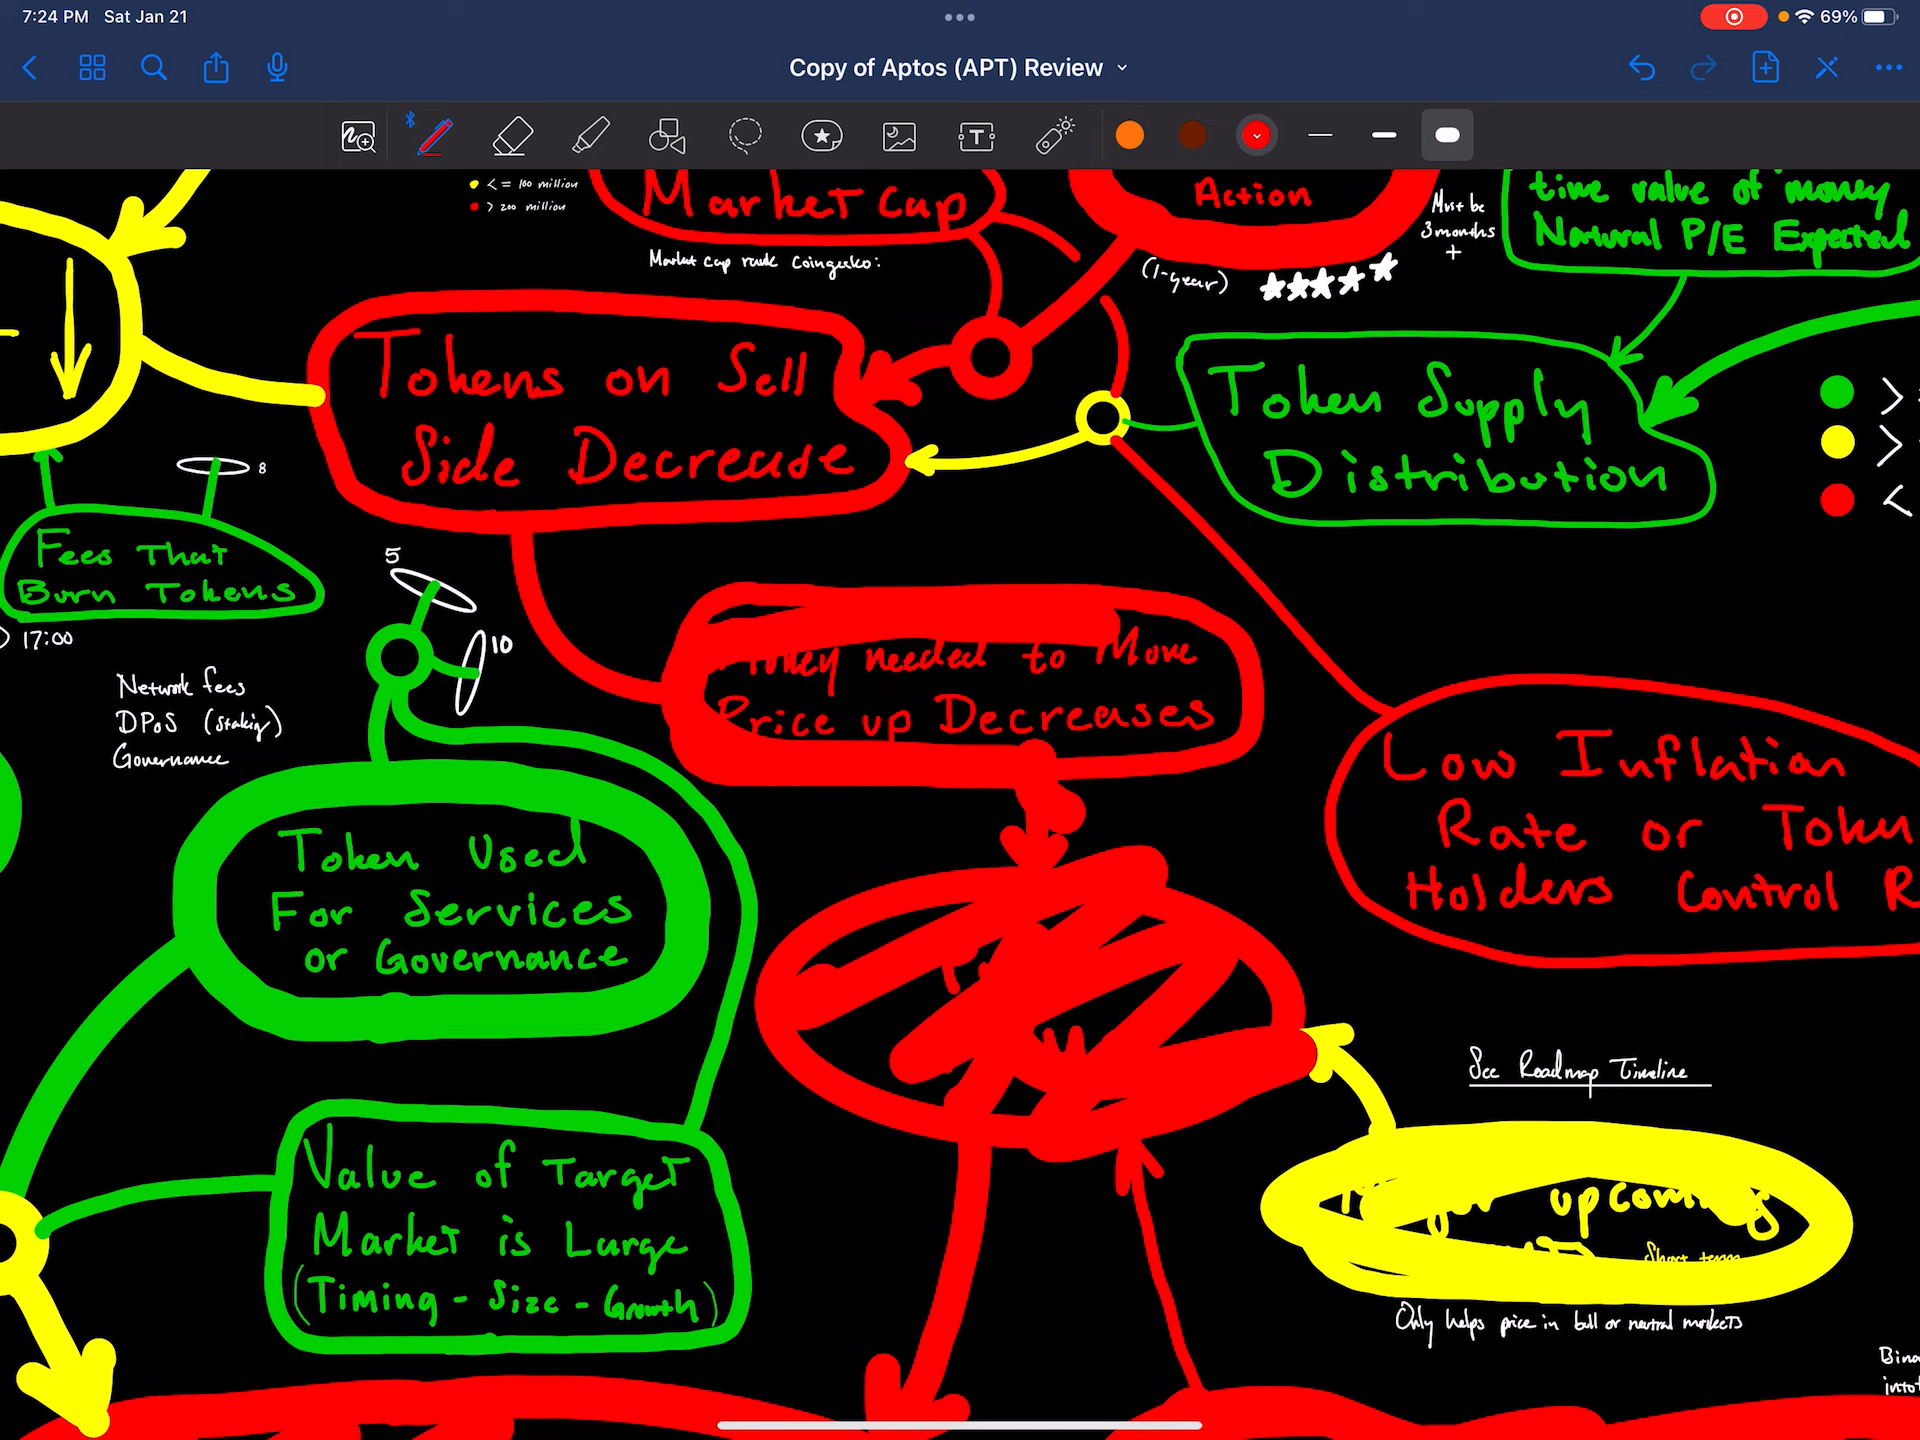 7:24 PM Sat Jan 21
69%
Copy of Aptos (APT) Review
< = 100 million
> 200 million
Market Cap
Market cap rank Coingecko:
Action
(1-year)
Must be
3 months
+
time value of money
Natural P/E Expected
Tokens on Sell
Side Decrease
Token Supply
Distribution
>
>
<
8
Fees That
Burn Tokens
17:00
5
10
Network fees
DPoS (staking)
Governance
Money needed to Move
Price up Decreases
Low Inflation
Rate or Token
Holders Control R
Token Used
For Services
or Governance
See Roadmap Timeline
Value of Target
Market is Large
(Timing - Size - Growth)
upcoming
Short term
Only helps price in bull or neutral markets